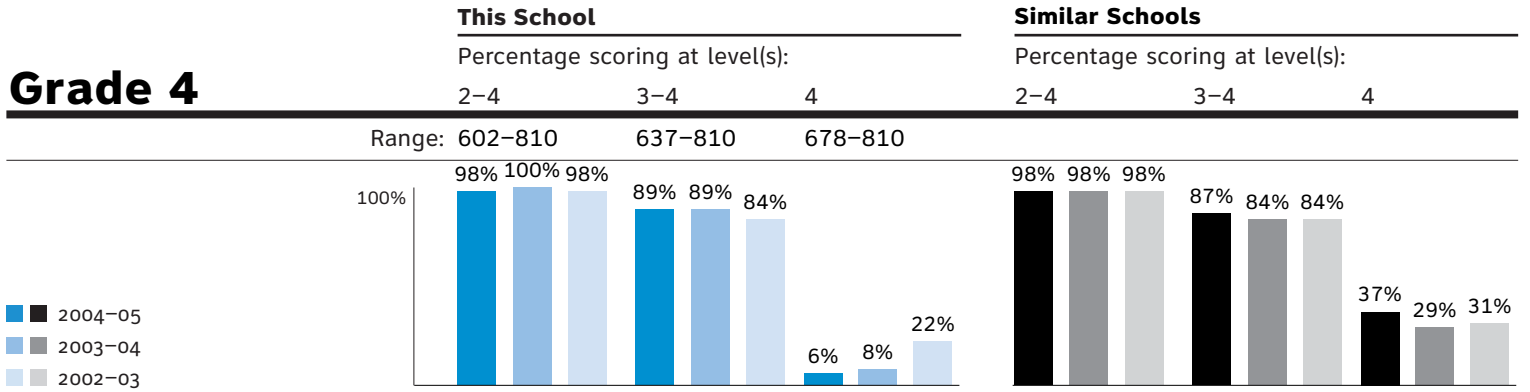 This School
Similar Schools
Percentage scoring at level(s):
Percentage scoring at level(s):
Grade 4
2–4 3–4 4
2–4 3–4 4
Range: 602–810 637–810 678–810
100%
98% 100% 98% 89% 89% 84% 6% 8% 22%
98% 98% 98% 87% 84% 84% 37% 29% 31%
2004–05
2003–04
2002–03